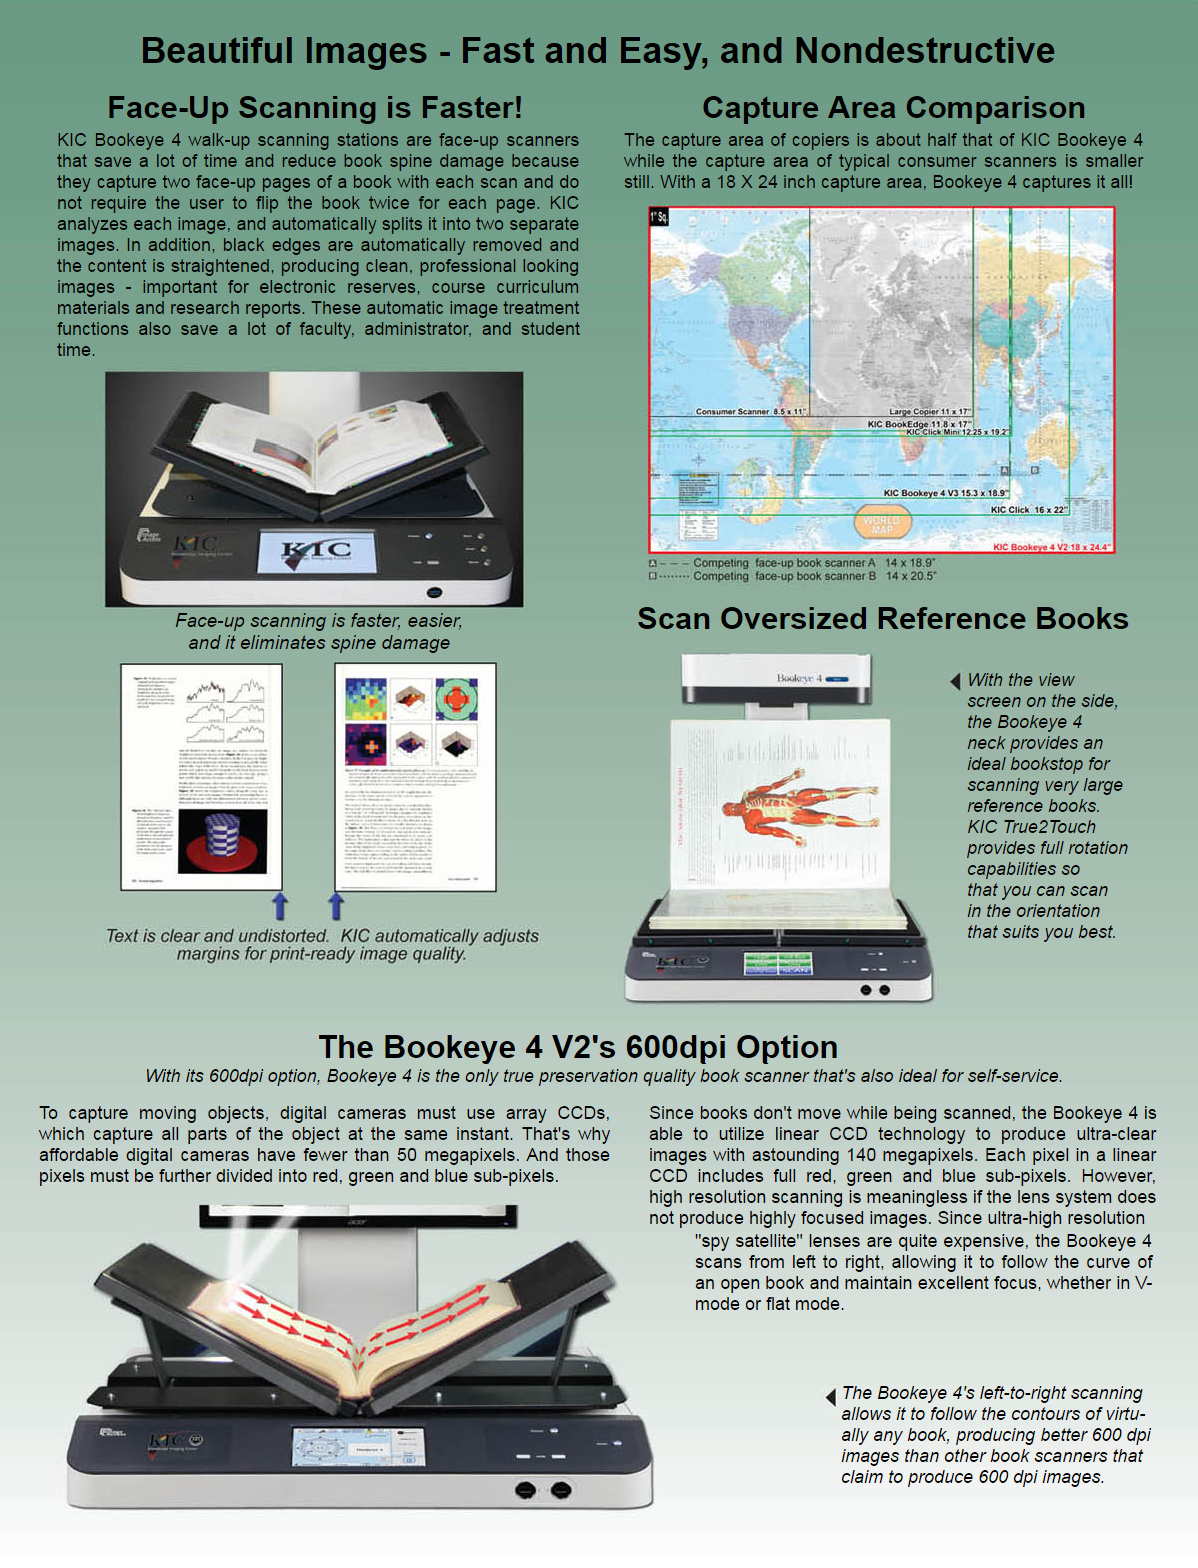 Beautiful Images - Fast and Easy, and Nondestructive
Face-Up Scanning is Faster!
KIC Bookeye 4 walk-up scanning stations are face-up scanners
that save a lot of time and reduce book spine damage because
they capture two face-up pages of a book with each scan and do
not require the user to flip the book twice for each page. KIC
analyzes each image, and automatically splits it into two separate
images. In addition, black edges are automatically removed and
the content is straightened, producing clean, professional looking
images - important for electronic reserves, course curriculum
materials and research reports. These automatic image treatment
functions also save a lot of faculty, administrator, and student
time.
Image
Access
KIC
KIC
Face-up scanning is faster, easier,
and it eliminates spine damage
Text is clear and undistorted. KIC automatically adjusts
margins for print-ready image quality.
Capture Area Comparison
The capture area of copiers is about half that of KIC Bookeye 4
while the capture area of typical consumer scanners is smaller
still. With a 18 X 24 inch capture area, Bookeye 4 captures it all!
1" Sq.
Consumer Scanner 8.5 x 11"
Large Copier 11 x 17"
KIC BookEdge 11.8 x 17"
KIC Click Mini 12.25 x 19.2"
A
B
KIC Bookeye 4 V3 15.3 x 18.9"
KIC Click 16 x 22"
WORLD
MAP
KIC Bookeye 4 V2 18 x 24.4"
A - - - Competing face-up book scanner A 14 x 18.9"
B ········ Competing face-up book scanner B 14 x 20.5"
Scan Oversized Reference Books
Bookeye 4
The Muscular System
KIC
SCAN
With the view
screen on the side,
the Bookeye 4
neck provides an
ideal bookstop for
scanning very large
reference books.
KIC True2Touch
provides full rotation
capabilities so
that you can scan
in the orientation
that suits you best.
The Bookeye 4 V2's 600dpi Option
With its 600dpi option, Bookeye 4 is the only true preservation quality book scanner that's also ideal for self-service.
To capture moving objects, digital cameras must use array CCDs,
which capture all parts of the object at the same instant. That's why
affordable digital cameras have fewer than 50 megapixels. And those
pixels must be further divided into red, green and blue sub-pixels.
Since books don't move while being scanned, the Bookeye 4 is
able to utilize linear CCD technology to produce ultra-clear
images with astounding 140 megapixels. Each pixel in a linear
CCD includes full red, green and blue sub-pixels. However,
high resolution scanning is meaningless if the lens system does
not produce highly focused images. Since ultra-high resolution
"spy satellite" lenses are quite expensive, the Bookeye 4
scans from left to right, allowing it to follow the curve of
an open book and maintain excellent focus, whether in V-
mode or flat mode.
acer
Image
Access
KIC
The Bookeye 4's left-to-right scanning
allows it to follow the contours of virtu-
ally any book, producing better 600 dpi
images than other book scanners that
claim to produce 600 dpi images.